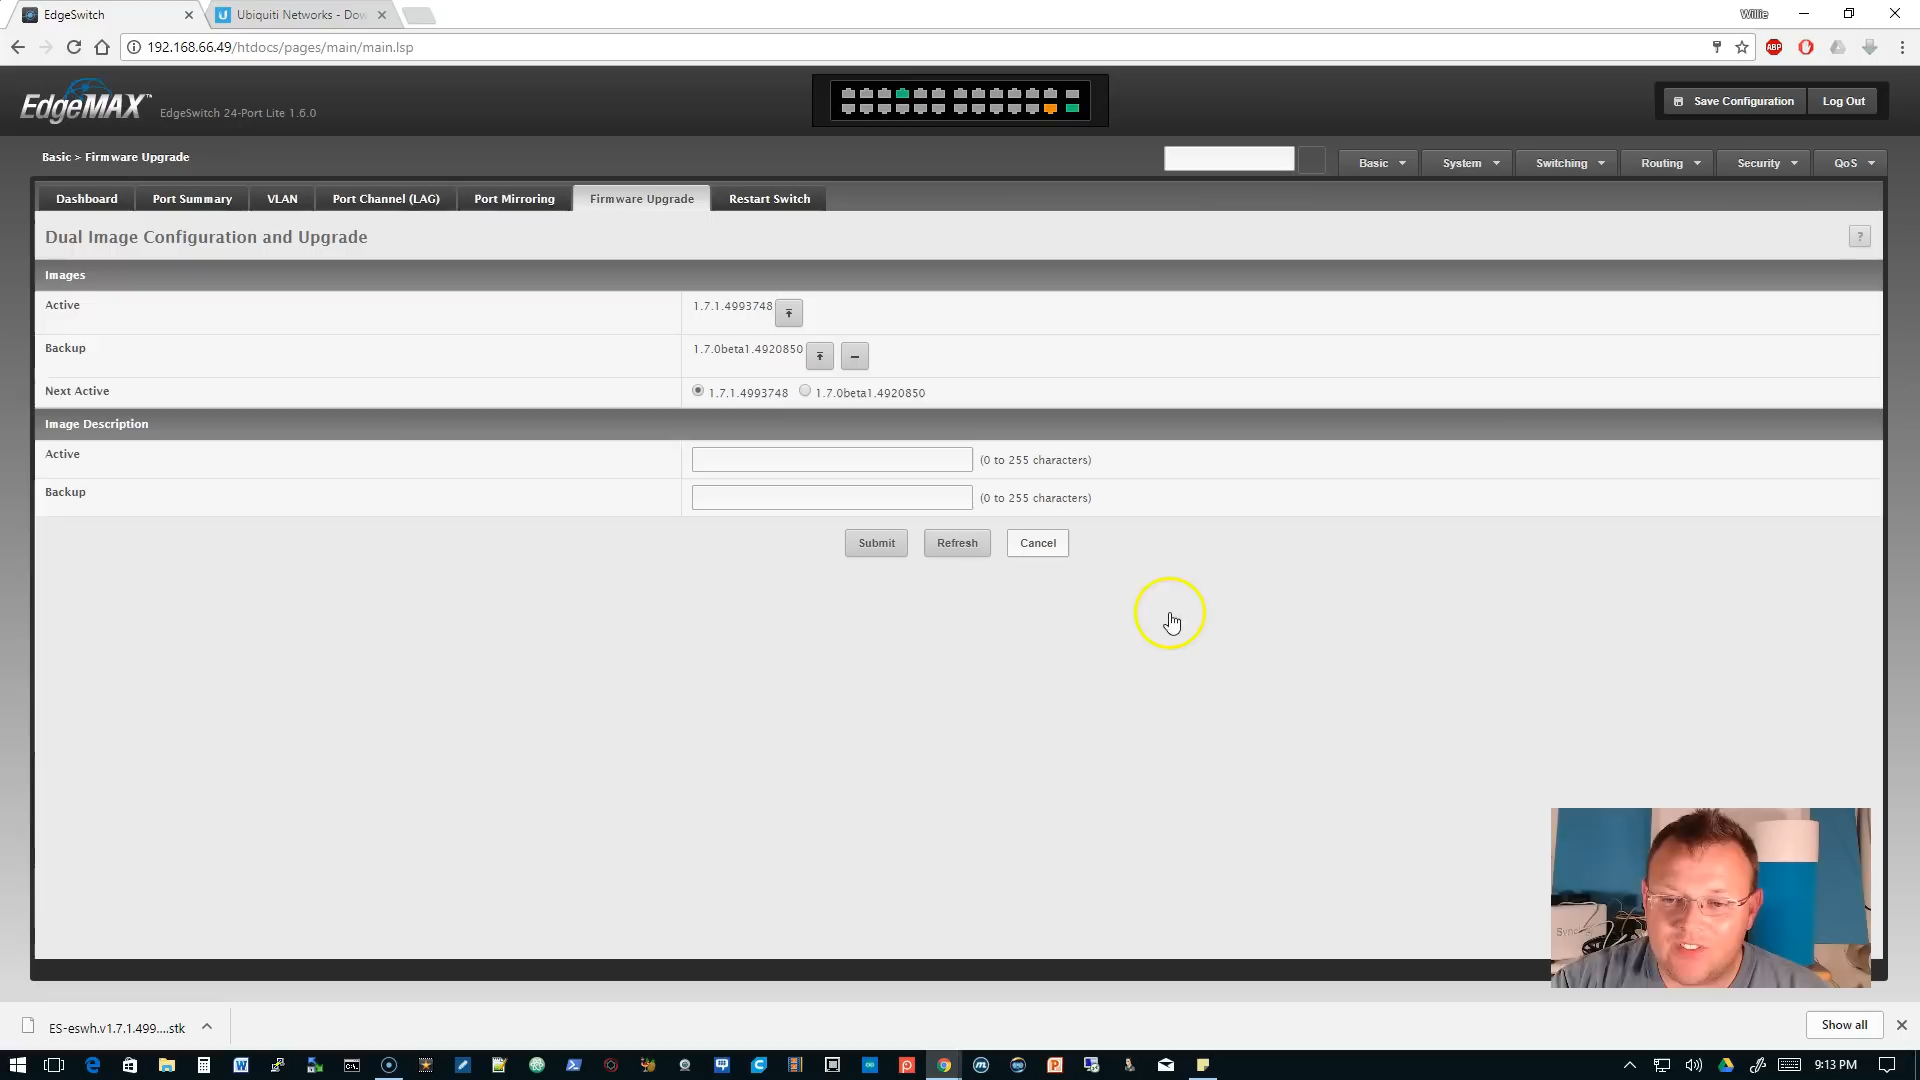 EdgeSwitch
Ubiquiti Networks - Dow
Willie
192.168.66.49/htdocs/pages/main/main.lsp
ABP
EdgeMAX™
EdgeSwitch 24-Port Lite 1.6.0
Save Configuration
Log Out
Basic > Firmware Upgrade
Basic
System
Switching
Routing
Security
QoS
Dashboard
Port Summary
VLAN
Port Channel (LAG)
Port Mirroring
Firmware Upgrade
Restart Switch
Dual Image Configuration and Upgrade
?
Images
Active
1.7.1.4993748
Backup
1.7.0beta1.4920850
Next Active
1.7.1.4993748
1.7.0beta1.4920850
Image Description
Active
(0 to 255 characters)
Backup
(0 to 255 characters)
Submit
Refresh
Cancel
ES-eswh.v1.7.1.499....stk
Show all
9:13 PM